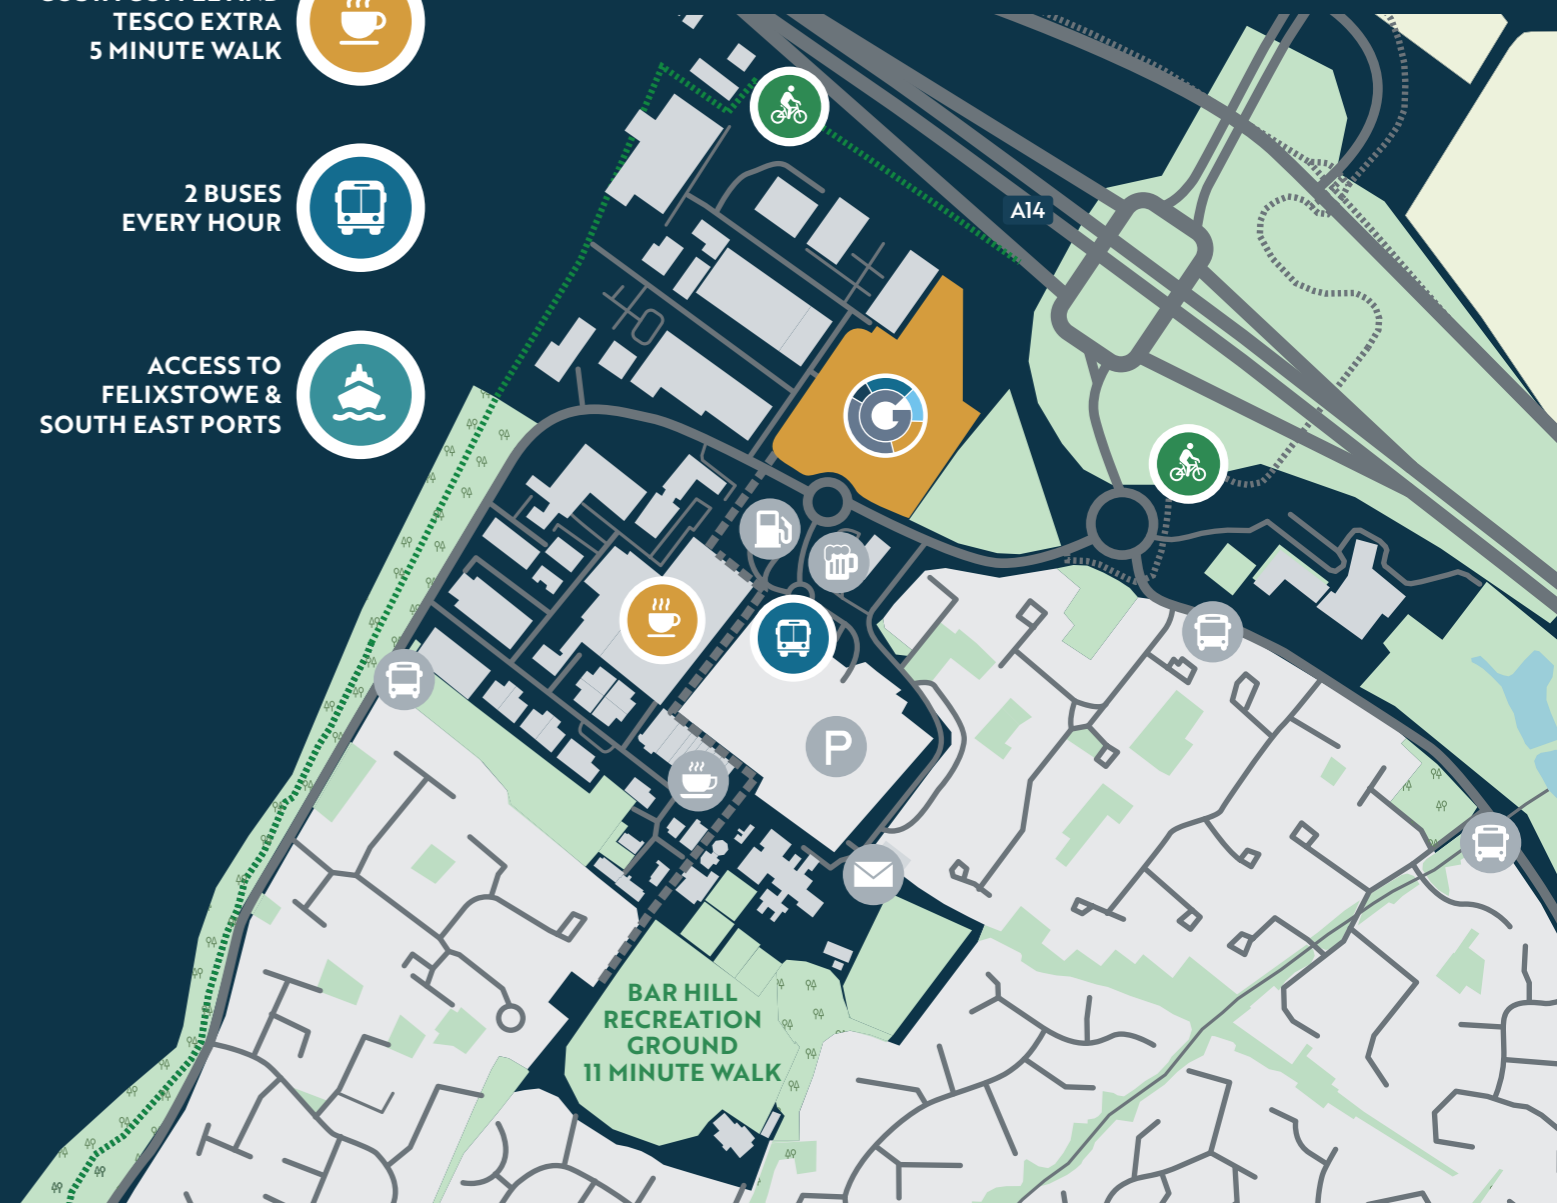 TESCO EXTRA
5 MINUTE WALK
2 BUSES
EVERY HOUR
ACCESS TO
FELIXSTOWE &
SOUTH EAST PORTS
A14
G
P
BAR HILL
RECREATION
GROUND
11 MINUTE WALK